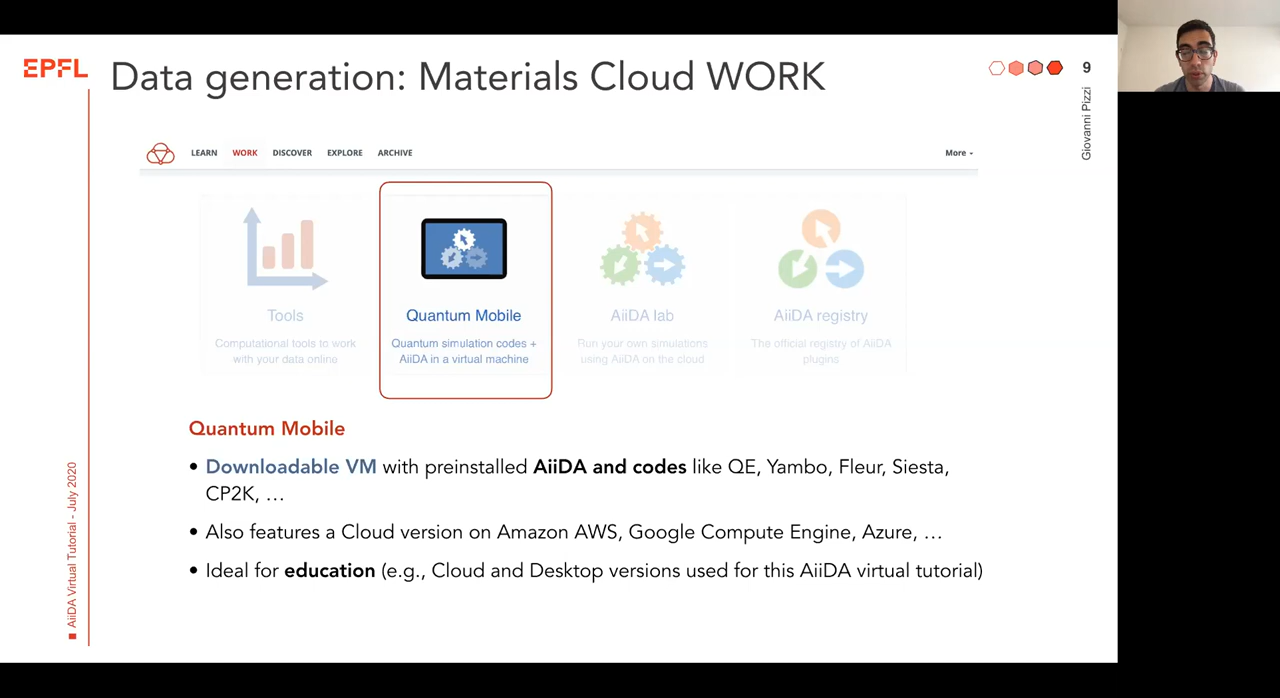 EPFL
Data generation: Materials Cloud WORK
9
Giovanni Pizzi
LEARN WORK DISCOVER EXPLORE ARCHIVE More
Tools
Computational tools to work
with your data online
Quantum Mobile
Quantum simulation codes +
AiiDA in a virtual machine
AiiDA lab
Run your own simulations
using AiiDA on the cloud
AiiDA registry
The official registry of AiiDA
plugins
Quantum Mobile
• Downloadable VM with preinstalled AiiDA and codes like QE, Yambo, Fleur, Siesta,
CP2K, …
• Also features a Cloud version on Amazon AWS, Google Compute Engine, Azure, …
• Ideal for education (e.g., Cloud and Desktop versions used for this AiiDA virtual tutorial)
■ AiiDA Virtual Tutorial - July 2020